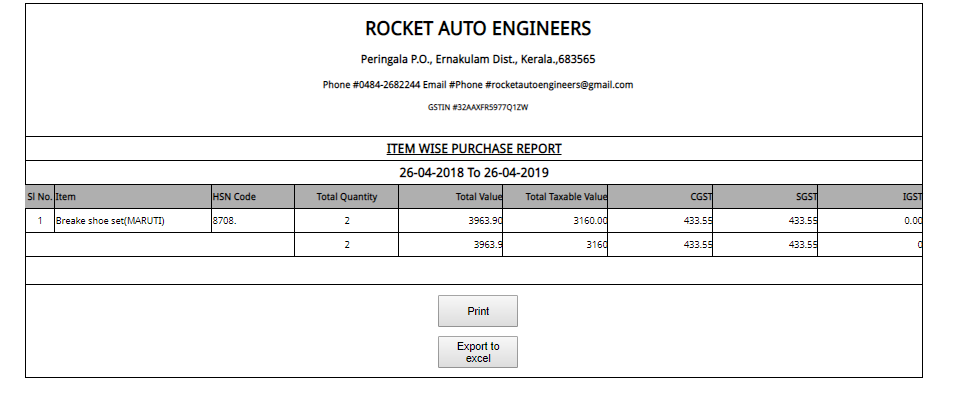 ROCKET AUTO ENGINEERS
Peringala P.O., Ernakulam Dist., Kerala.,683565
Phone #0484-2682244 Email #Phone #rocketautoengineers@gmail.com
GSTIN #32AAXFR5977Q1ZW
ITEM WISE PURCHASE REPORT
26-04-2018 To 26-04-2019
Sl No. Item HSN Code Total Quantity Total Value Total Taxable Value CGST SGST IGST
1 Breake shoe set(MARUTI) 8708. 2 3963.90 3160.00 433.55 433.55 0.00
2 3963.9 3160 433.55 433.55 0
Print
Export to
excel